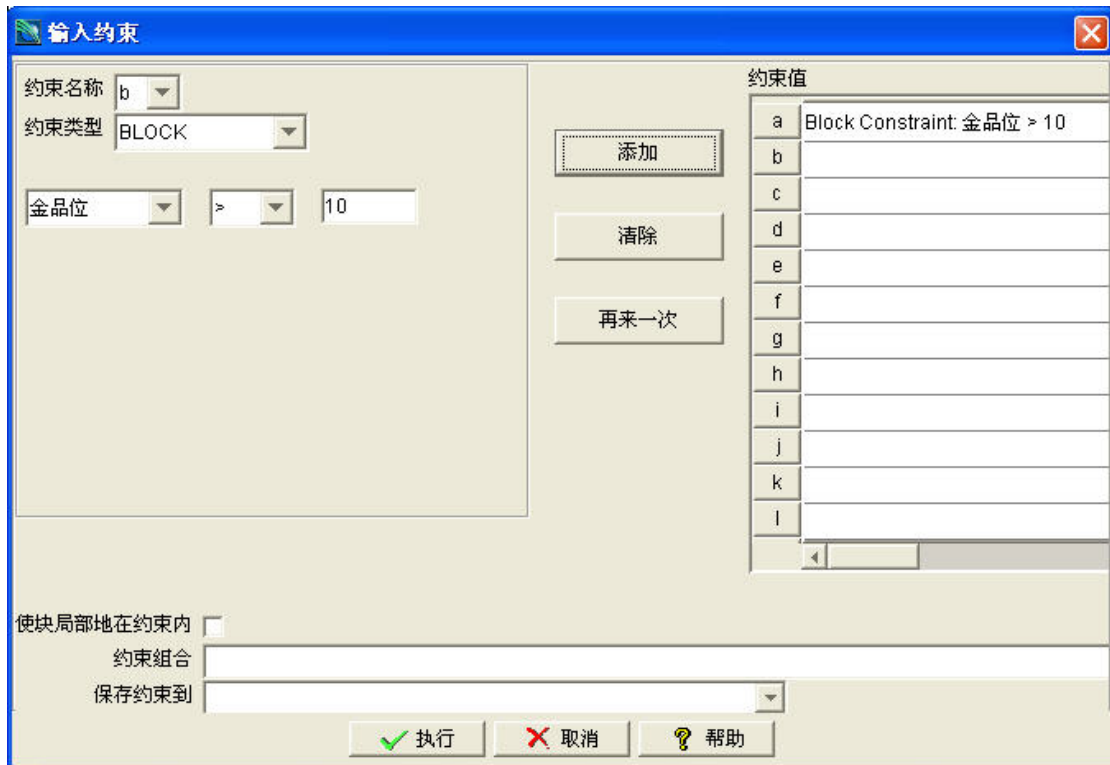 输入约束
约束名称 b
约束类型 BLOCK
金品位 > 10
添加
清除
再来一次
约束值
a Block Constraint: 金品位 > 10
b
c
d
e
f
g
h
i
j
k
l
使块局部地在约束内
约束组合
保存约束到
执行 取消 ? 帮助